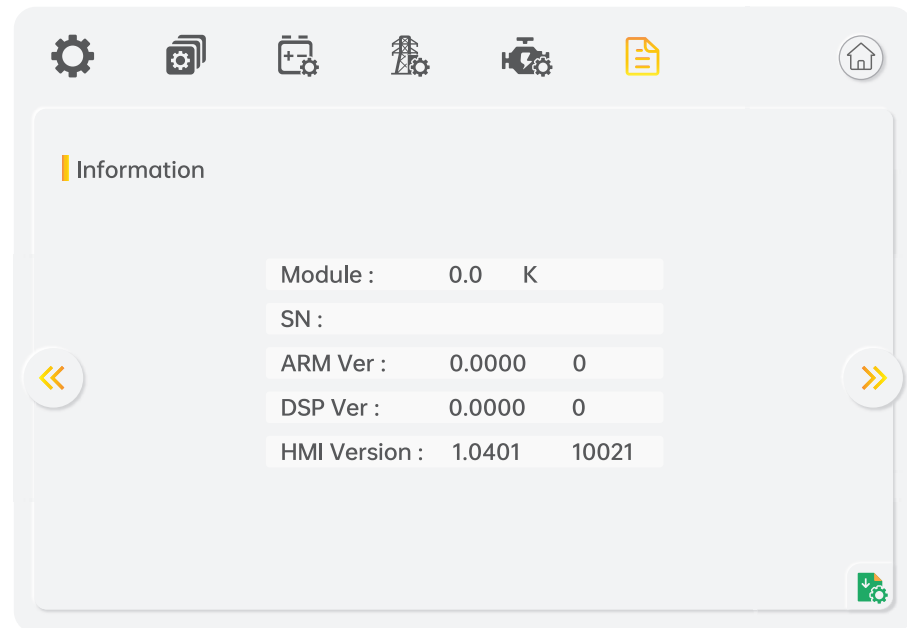 Information
Module : 0.0 K
SN :
ARM Ver : 0.0000 0
DSP Ver : 0.0000 0
HMI Version : 1.0401 10021